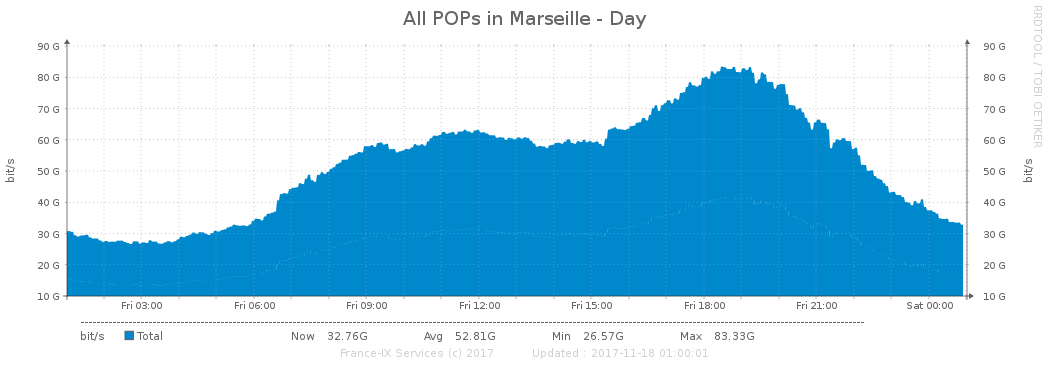 All POPs in Marseille - Day
RRDTOOL / TOBI OETIKER
90 G 90 G
80 G 80 G
70 G 70 G
60 G 60 G
50 G 50 G
40 G 40 G
30 G 30 G
20 G 20 G
10 G 10 G
bit/s bit/s
Fri 03:00 Fri 06:00 Fri 09:00 Fri 12:00 Fri 15:00 Fri 18:00 Fri 21:00 Sat 00:00
bit/s Total Now 32.76G Avg 52.81G Min 26.57G Max 83.33G
France-IX Services (c) 2017 Updated : 2017-11-18 01:00:01